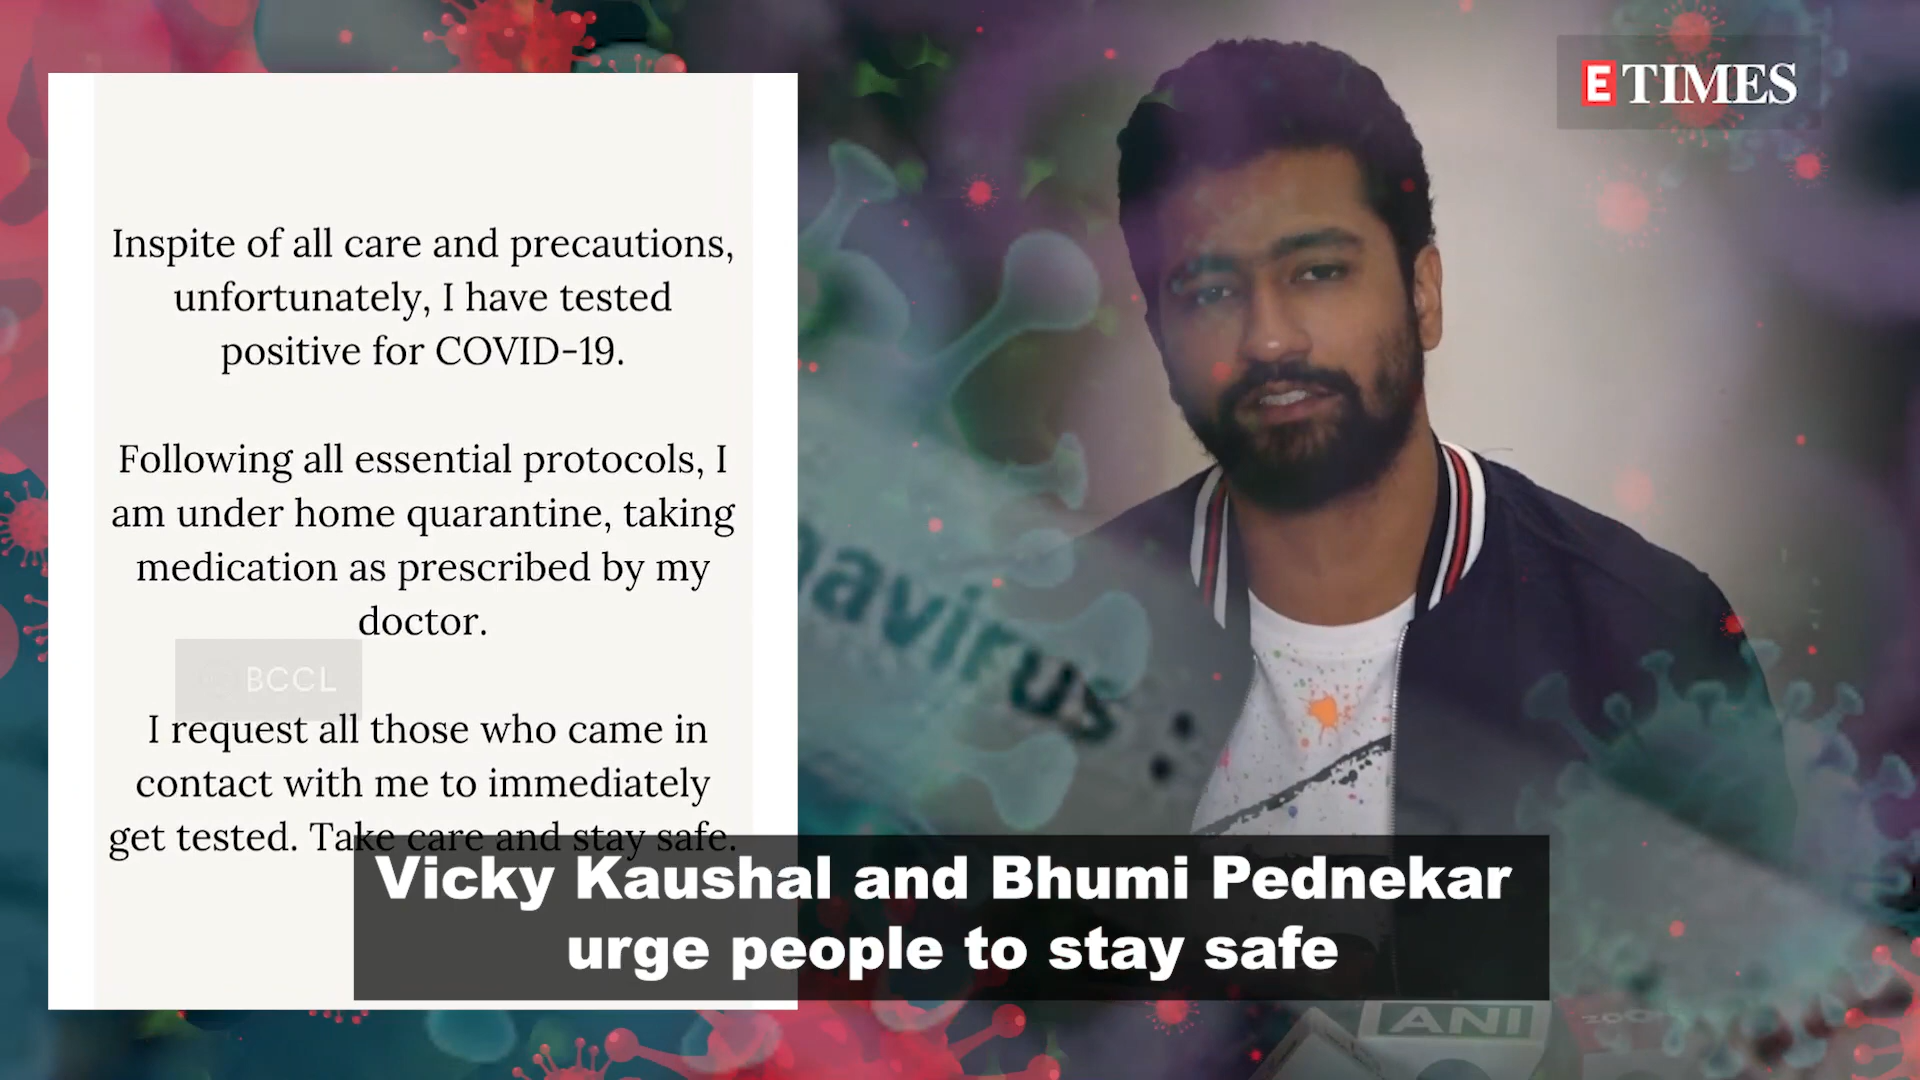 Inspite of all care and precautions,
unfortunately, I have tested
positive for COVID-19.
Following all essential protocols, I
am under home quarantine, taking
medication as prescribed by my
doctor.
BCCL
I request all those who came in
contact with me to immediately
get tested. Take care and stay safe.
E TIMES
navirus :
Vicky Kaushal and Bhumi Pednekar
urge people to stay safe
ANI